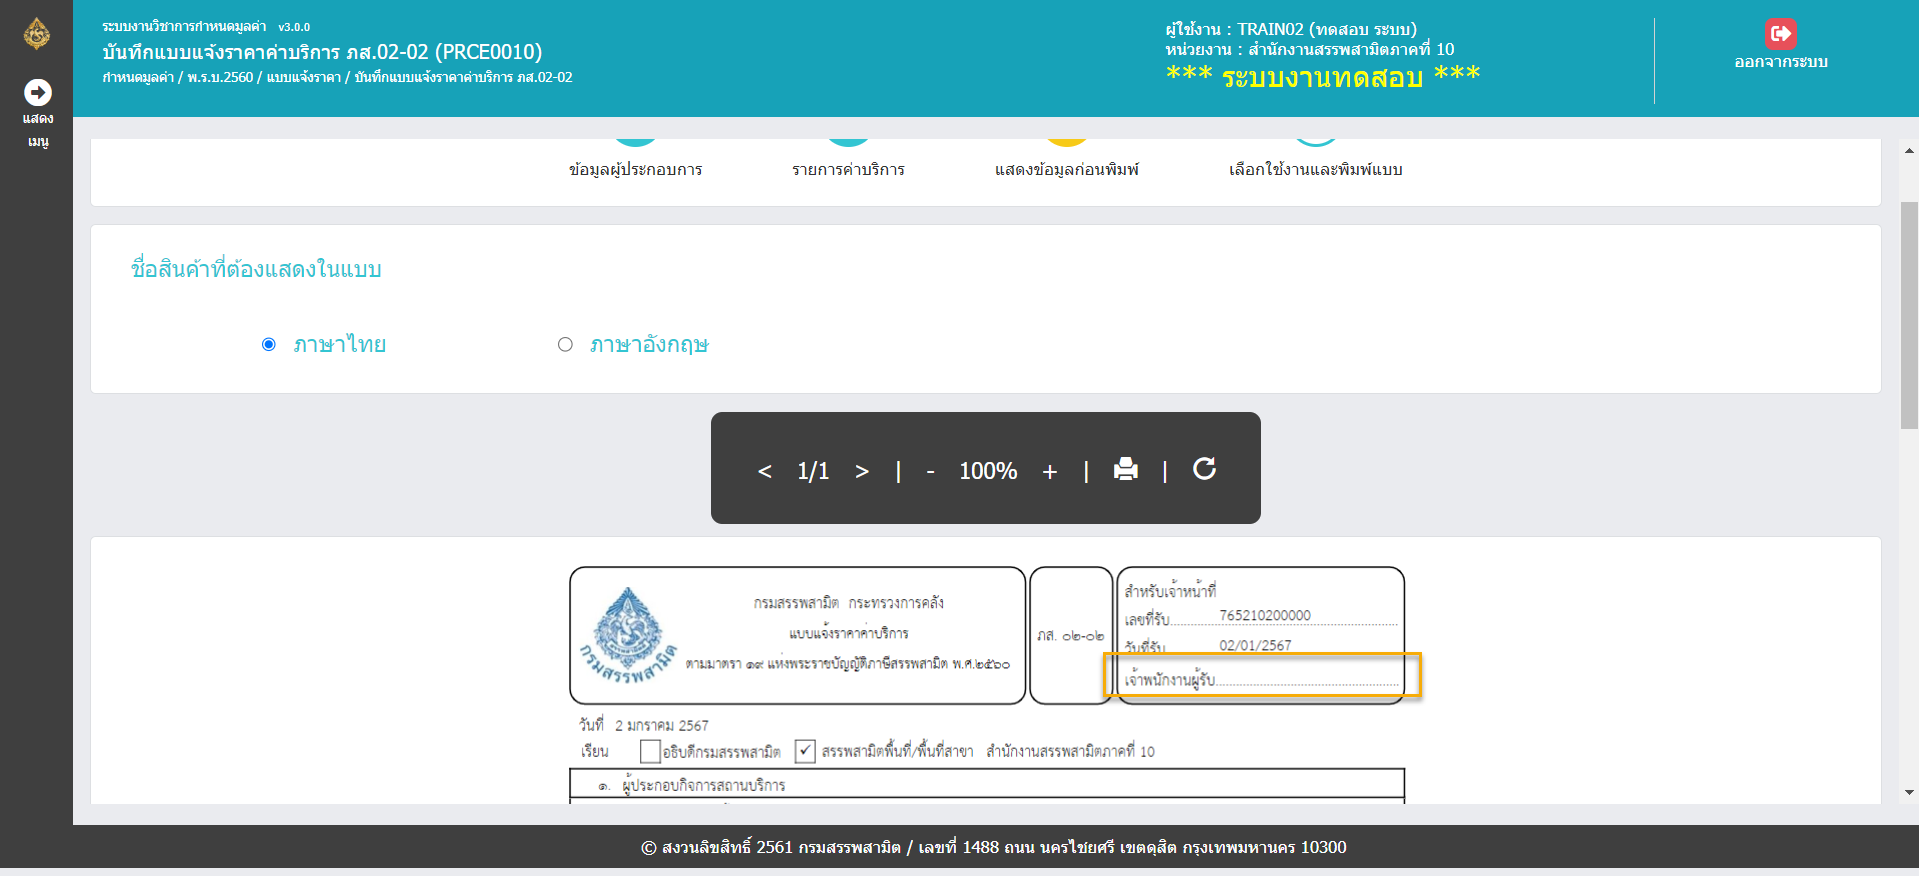 ระบบงานวิชาการกำหนดมูลค่า v3.0.0
บันทึกแบบแจ้งราคาค่าบริการ ภส.02-02 (PRCE0010)
กำหนดมูลค่า / พ.ร.บ.2560 / แบบแจ้งราคา / บันทึกแบบแจ้งราคาค่าบริการ ภส.02-02
ผู้ใช้งาน : TRAIN02 (ทดสอบ ระบบ)
หน่วยงาน : สำนักงานสรรพสามิตภาคที่ 10
*** ระบบงานทดสอบ ***
ออกจากระบบ
แสดง
เมนู
ข้อมูลผู้ประกอบการ รายการค่าบริการ แสดงข้อมูลก่อนพิมพ์ เลือกใช้งานและพิมพ์แบบ
ชื่อสินค้าที่ต้องแสดงในแบบ
ภาษาไทย ภาษาอังกฤษ
< 1/1 > | - 100% + | |
กรมสรรพสามิต
กรมสรรพสามิต กระทรวงการคลัง
แบบแจ้งราคาค่าบริการ
ตามมาตรา ๑๙ แห่งพระราชบัญญัติภาษีสรรพสามิต พ.ศ.๒๕๖๐
ภส. ๐๒-๐๒
สำหรับเจ้าหน้าที่
เลขที่รับ 765210200000
วันที่รับ 02/01/2567
เจ้าพนักงานผู้รับ
วันที่ 2 มกราคม 2567
เรียน อธิบดีกรมสรรพสามิต ✓ สรรพสามิตพื้นที่/พื้นที่สาขา สำนักงานสรรพสามิตภาคที่ 10
๑. ผู้ประกอบกิจการสถานบริการ
© สงวนลิขสิทธิ์ 2561 กรมสรรพสามิต / เลขที่ 1488 ถนน นครไชยศรี เขตดุสิต กรุงเทพมหานคร 10300